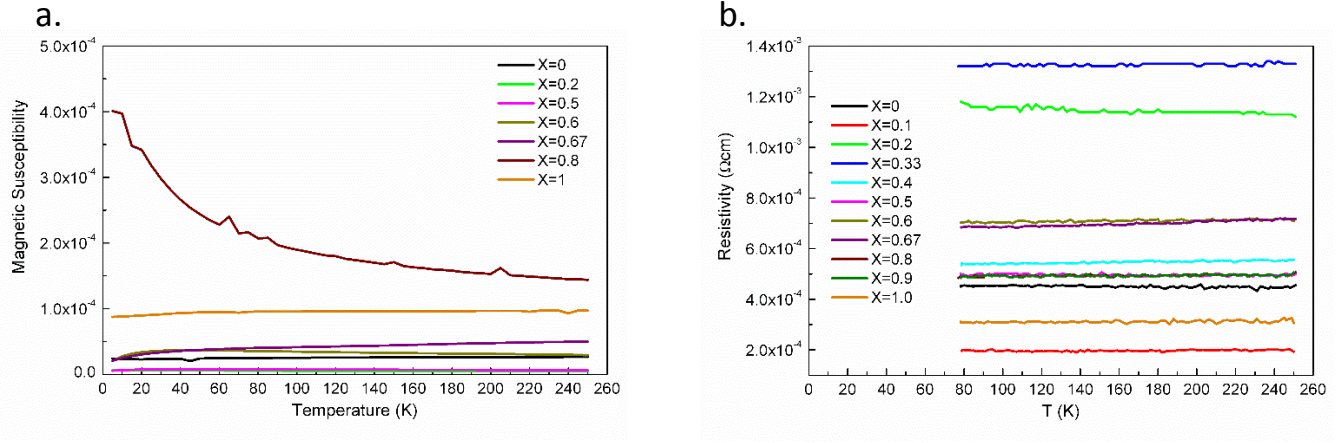 a.
5.0x10⁻⁴
4.0x10⁻⁴
3.0x10⁻⁴
2.0x10⁻⁴
1.0x10⁻⁴
0.0
Magnetic Susceptibility
X=0
X=0.2
X=0.5
X=0.6
X=0.67
X=0.8
X=1
0 20 40 60 80 100 120 140 160 180 200 220 240 260
Temperature (K)
b.
1.4x10⁻³
1.2x10⁻³
1.0x10⁻³
8.0x10⁻⁴
6.0x10⁻⁴
4.0x10⁻⁴
2.0x10⁻⁴
Resistivity (Ωcm)
X=0
X=0.1
X=0.2
X=0.33
X=0.4
X=0.5
X=0.6
X=0.67
X=0.8
X=0.9
X=1.0
0 20 40 60 80 100 120 140 160 180 200 220 240 260
T (K)